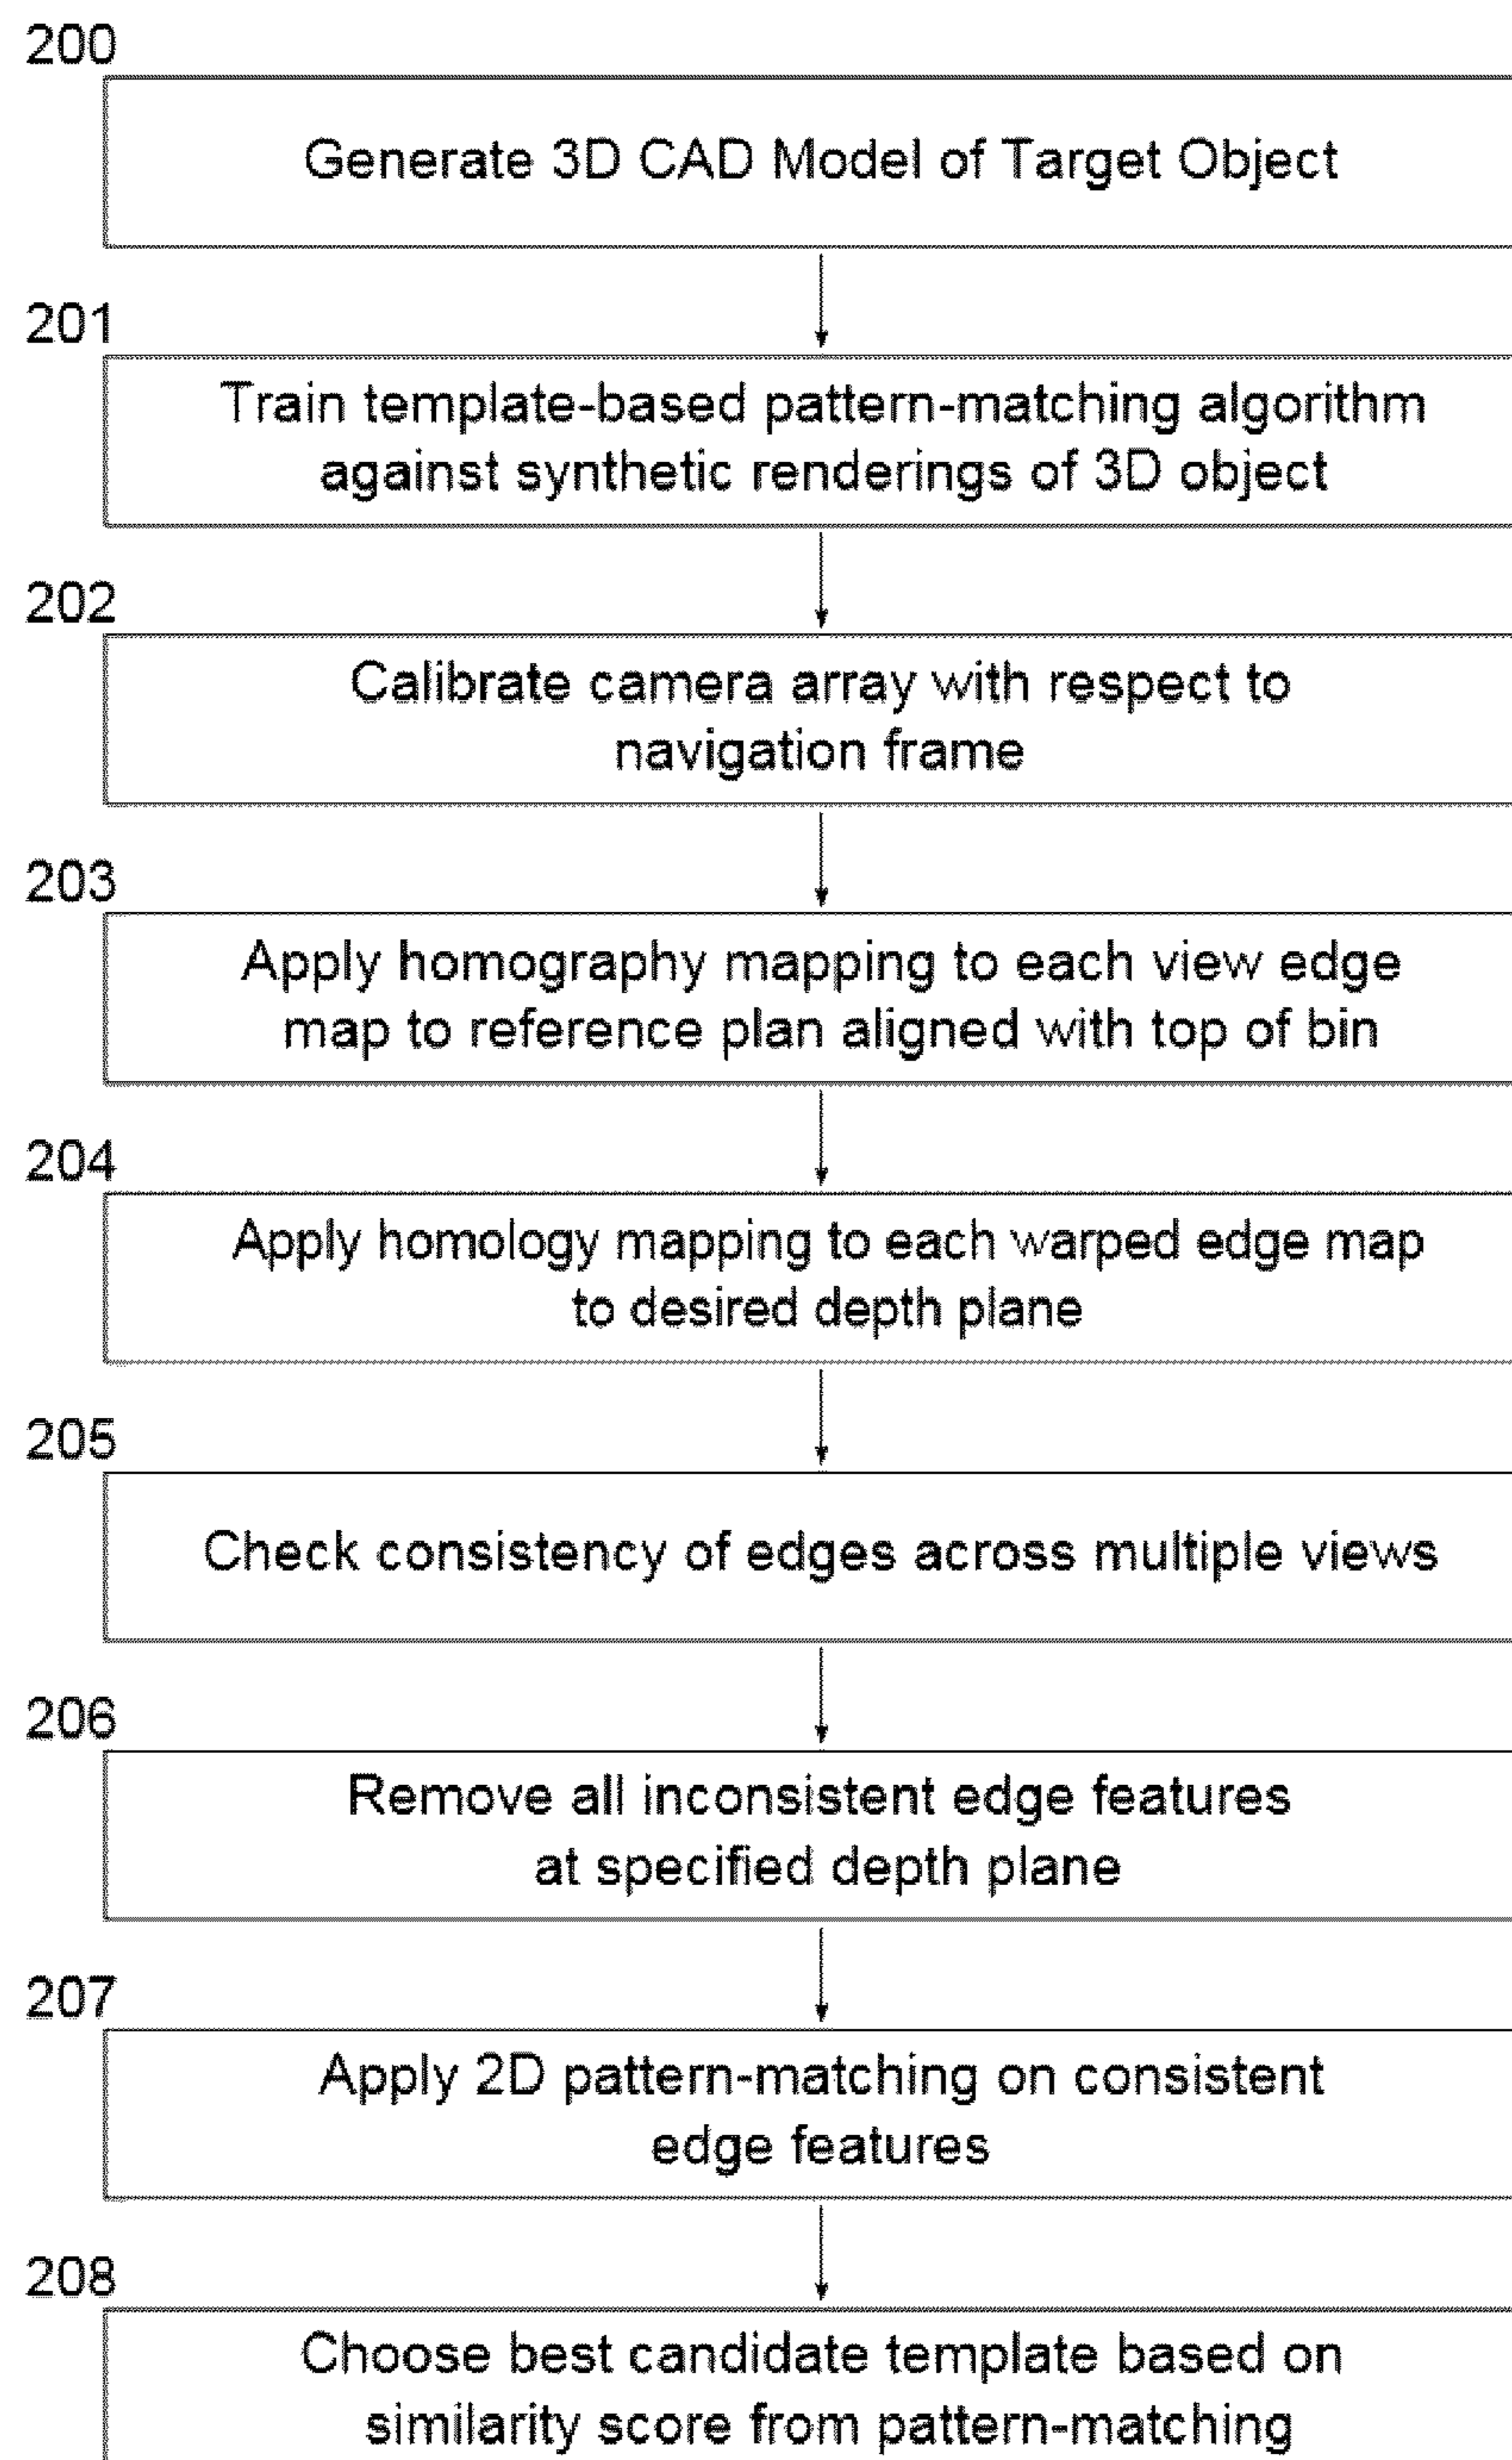 200
Generate 3D CAD Model of Target Object
201
Train template-based pattern-matching algorithm
against synthetic renderings of 3D object
202
Calibrate camera array with respect to
navigation frame
203
Apply homography mapping to each view edge
map to reference plan aligned with top of bin
204
Apply homology mapping to each warped edge map
to desired depth plane
205
Check consistency of edges across multiple views
206
Remove all inconsistent edge features
at specified depth plane
207
Apply 2D pattern-matching on consistent
edge features
208
Choose best candidate template based on
similarity score from pattern-matching